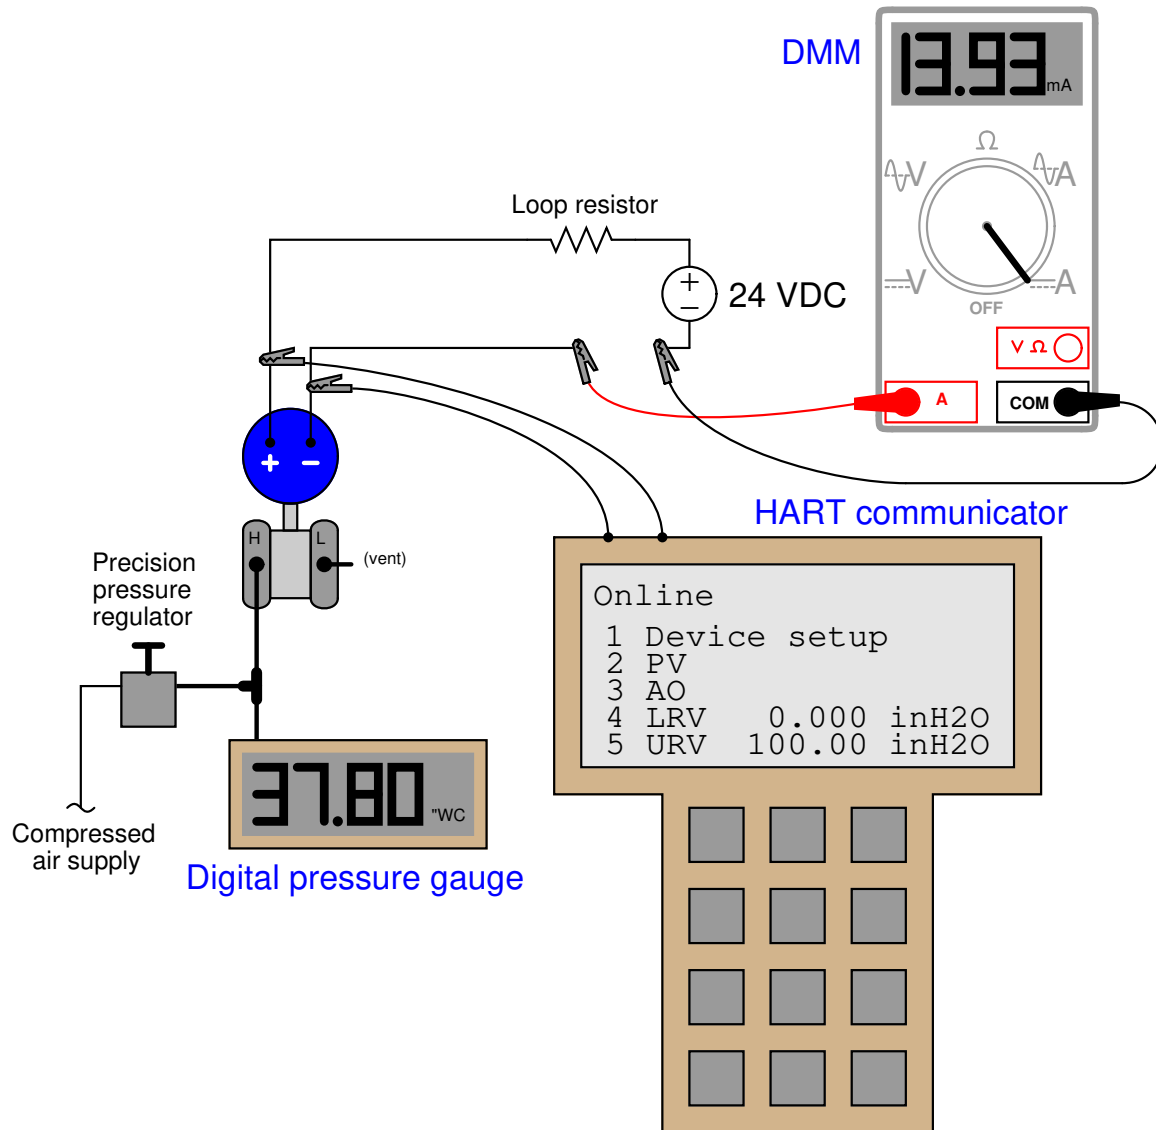 DMM
13.93 mA
Ω
V
A
V
A
OFF
V Ω
A
COM
Loop resistor
+
−
24 VDC
+ −
H
L
(vent)
Precision
pressure
regulator
Compressed
air supply
37.80 "WC
Digital pressure gauge
HART communicator
Online
1 Device setup
2 PV
3 AO
4 LRV 0.000 inH2O
5 URV 100.00 inH2O